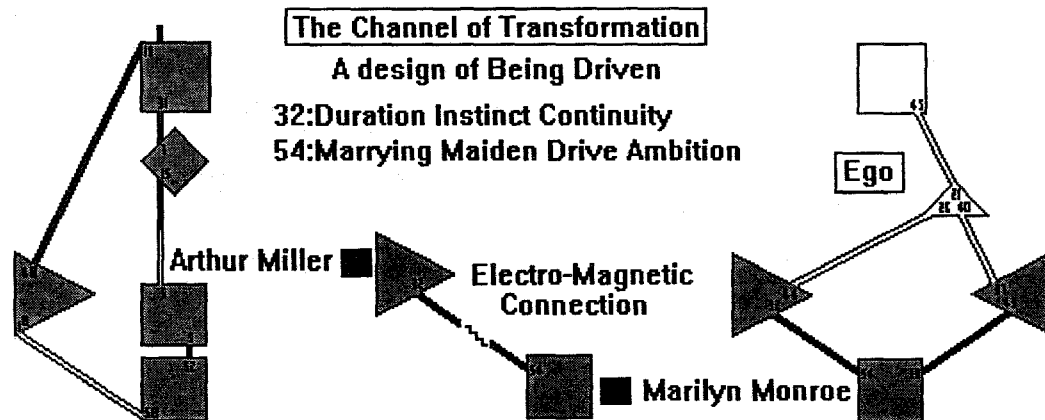 The Channel of Transformation
A design of Being Driven
32:Duration Instinct Continuity
54:Marrying Maiden Drive Ambition
Ego
45
Arthur Miller
Electro-Magnetic
Connection
Marilyn Monroe